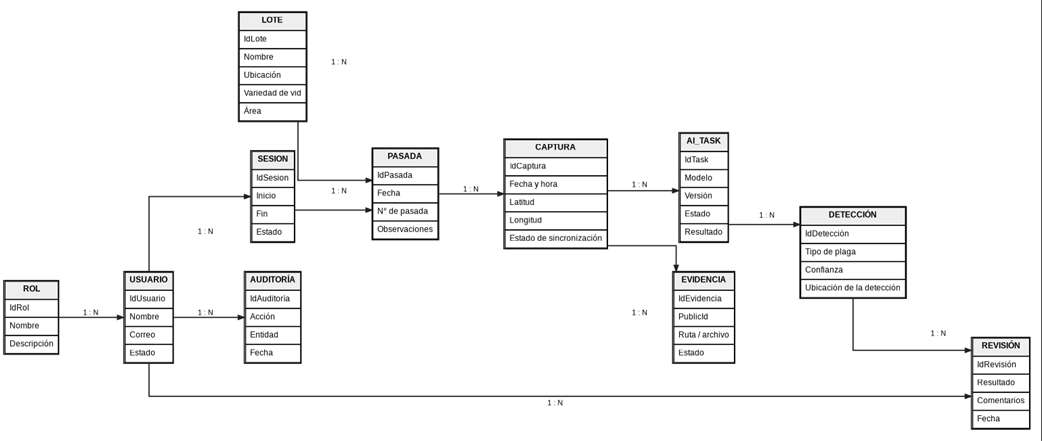 LOTE
IdLote
Nombre
Ubicación
Variedad de vid
Área
1 : N
SESION
IdSesion
Inicio
Fin
Estado
1 : N
PASADA
IdPasada
Fecha
N° de pasada
Observaciones
1 : N
1 : N
CAPTURA
IdCaptura
Fecha y hora
Latitud
Longitud
Estado de sincronización
1 : N
AI_TASK
IdTask
Modelo
Versión
Estado
Resultado
1 : N
DETECCIÓN
IdDetección
Tipo de plaga
Confianza
Ubicación de la detección
ROL
IdRol
Nombre
Descripción
1 : N
USUARIO
IdUsuario
Nombre
Correo
Estado
1 : N
AUDITORÍA
IdAuditoría
Acción
Entidad
Fecha
1 : N
EVIDENCIA
IdEvidencia
PublicId
Ruta / archivo
Estado
1 : N
REVISIÓN
IdRevisión
Resultado
Comentarios
Fecha
1 : N